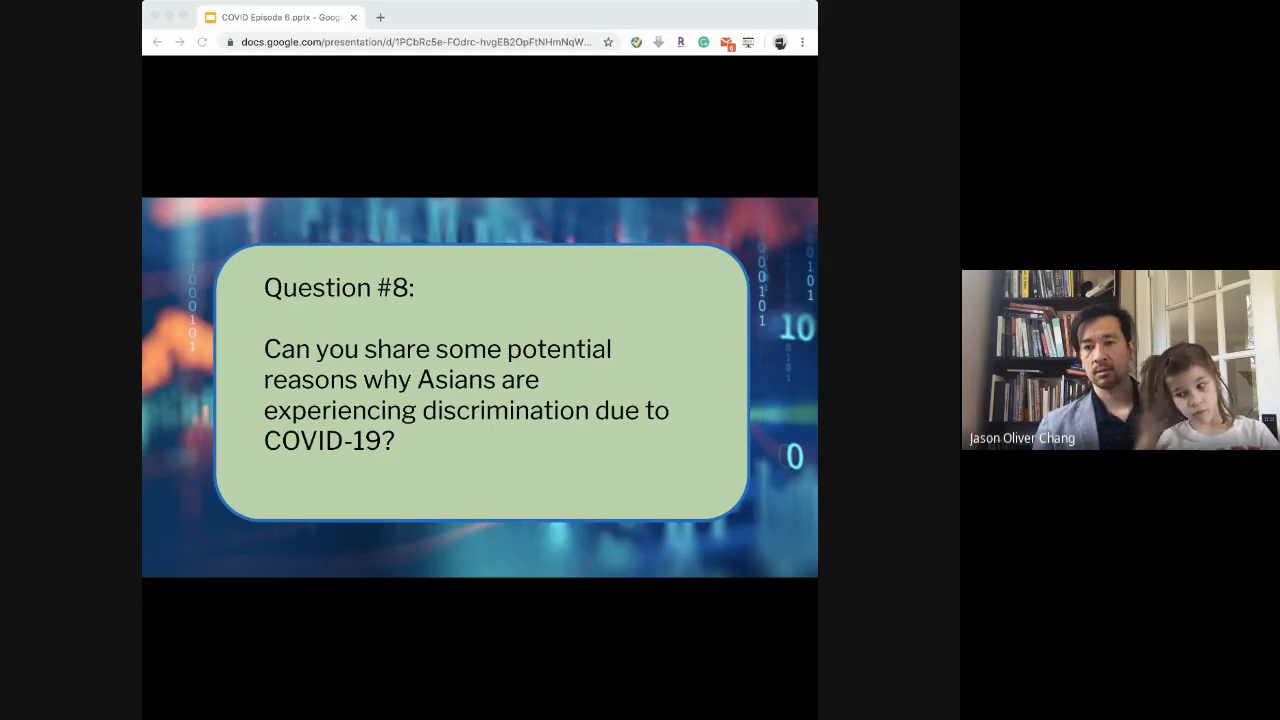 COVID Episode 6.pptx - Googl
docs.google.com/presentation/d/1PCbRc5e-FOdrc-hvgEB2OpFtNHmNqW...
Question #8:
Can you share some potential
reasons why Asians are
experiencing discrimination due to
COVID-19?
10
0
Jason Oliver Chang